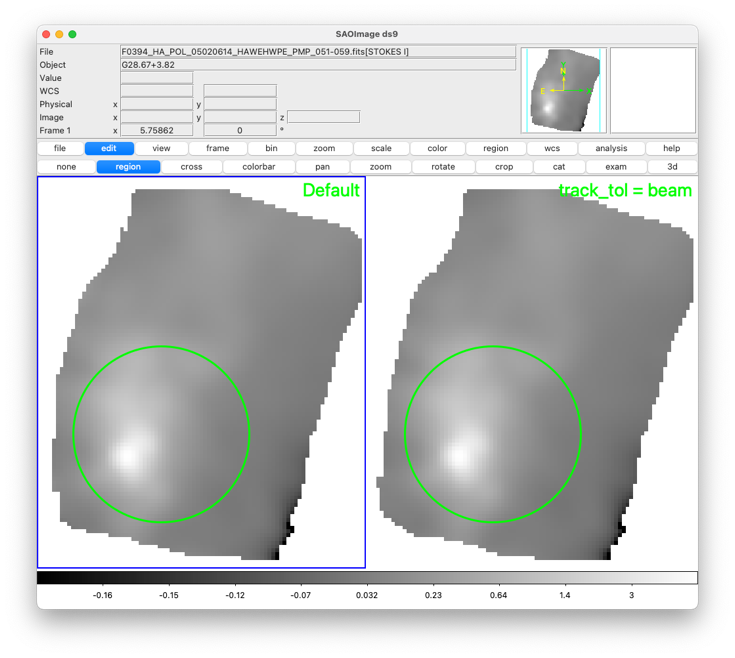 SAOImage ds9
File F0394_HA_POL_05020614_HAWEHWPE_PMP_051-059.fits[STOKES I]
Object G28.67+3.82
Value
WCS
Physical x y
Image x y z
Frame 1 x 5.75862 0 °
N
E
file edit view frame bin zoom scale color region wcs analysis help
none region cross colorbar pan zoom rotate crop cat exam 3d
Default track_tol = beam
-0.16 -0.15 -0.12 -0.07 0.032 0.23 0.64 1.4 3